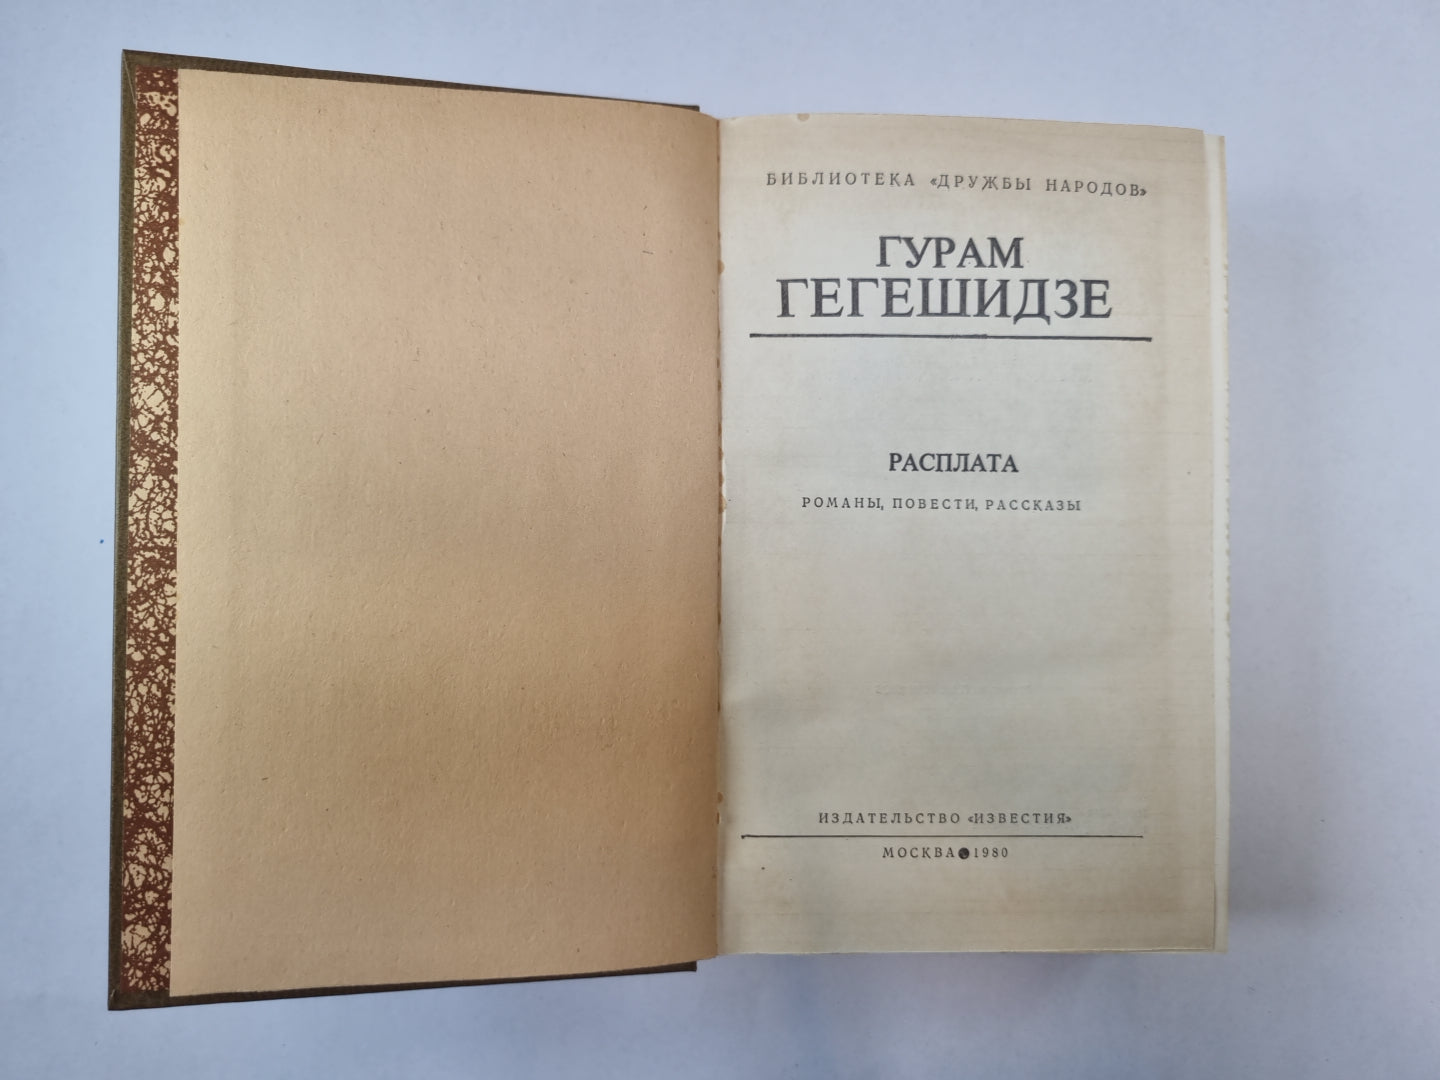 БИБЛИОТЕКА «ДРУЖБЫ НАРОДОВ»
ГУРАМ
ГЕГЕШИДЗЕ
РАСПЛАТА
РОМАНЫ, ПОВЕСТИ, РАССКАЗЫ
ИЗДАТЕЛЬСТВО «ИЗВЕСТИЯ»
МОСКВА ● 1980